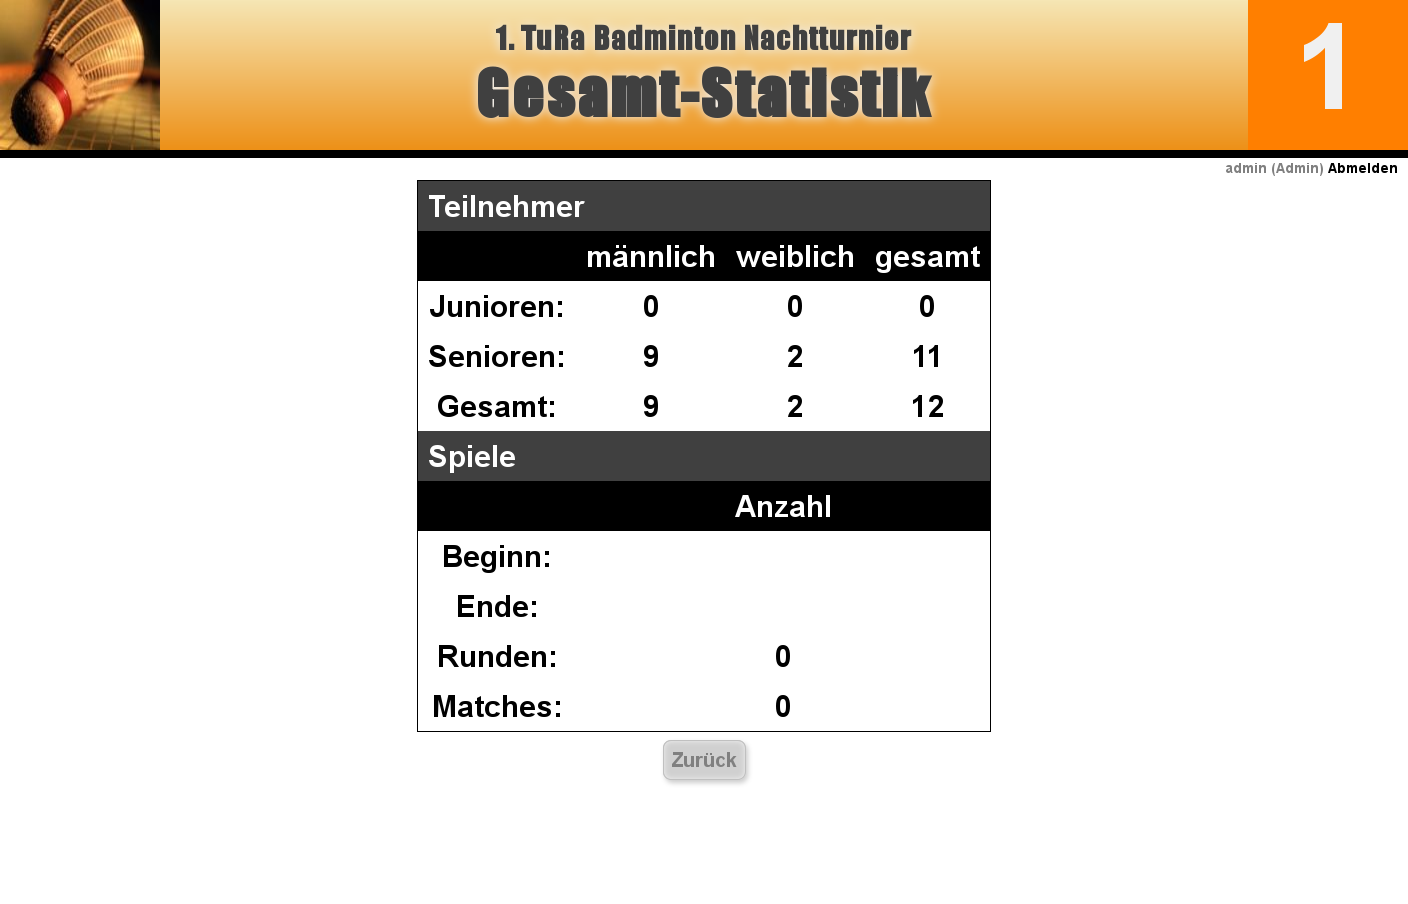 1. TuRa Badminton Nachtturnier
Gesamt-Statistik
1
admin (Admin) Abmelden
Teilnehmer
männlich weiblich gesamt
Junioren: 0 0 0
Senioren: 9 2 11
Gesamt: 9 2 12
Spiele
Anzahl
Beginn:
Ende:
Runden: 0
Matches: 0
Zurück